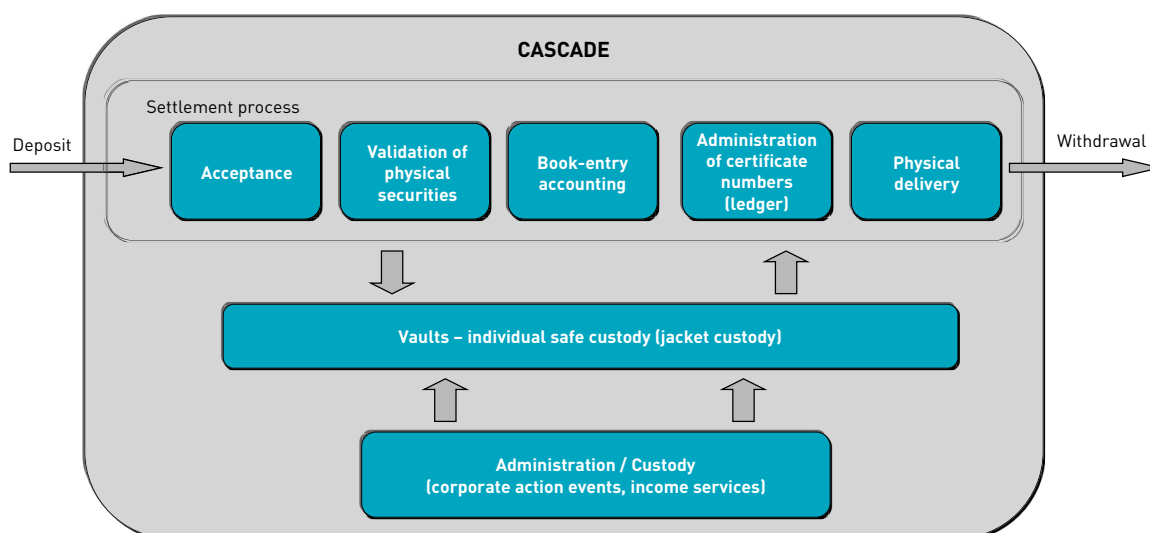 CASCADE
Settlement process
Deposit
Acceptance
Validation of
physical
securities
Book-entry
accounting
Administration
of certificate
numbers
(ledger)
Physical
delivery
Withdrawal
Vaults – individual safe custody (jacket custody)
Administration / Custody
(corporate action events, income services)